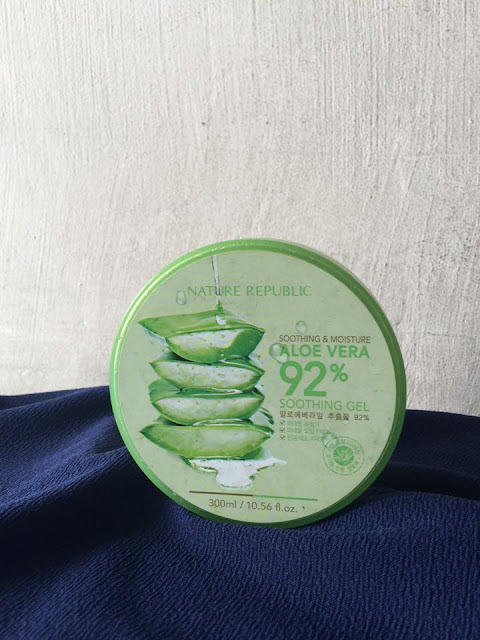 NATURE REPUBLIC
SOOTHING & MOISTURE
ALOE VERA
92%
SOOTHING GEL
알로에베라잎 추출물 92%
300ml / 10.56 fl.oz.